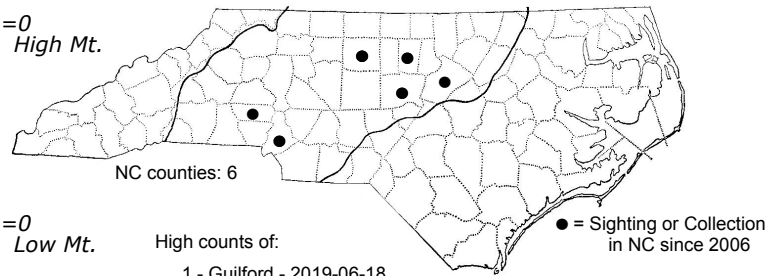 =0
High Mt.
NC counties: 6
=0
Low Mt.
High counts of:
1 - Guilford - 2019-06-18
● = Sighting or Collection
in NC since 2006